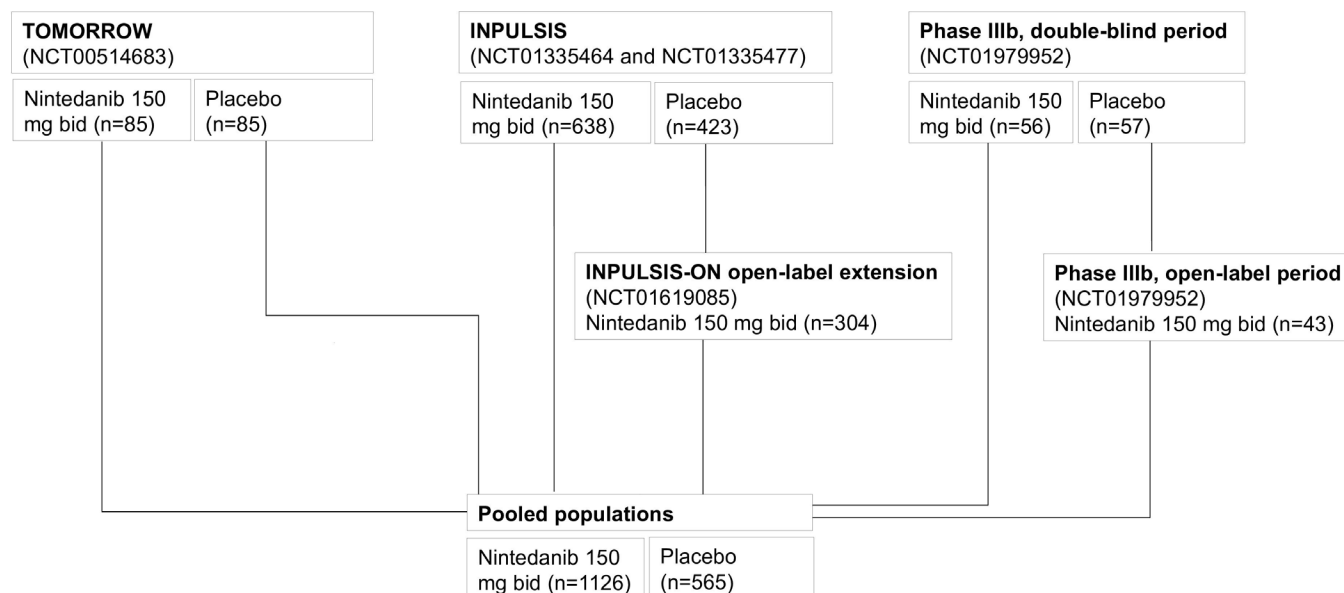 TOMORROW
(NCT00514683)
Nintedanib 150
mg bid (n=85)
Placebo
(n=85)
INPULSIS
(NCT01335464 and NCT01335477)
Nintedanib 150
mg bid (n=638)
Placebo
(n=423)
Phase IIIb, double-blind period
(NCT01979952)
Nintedanib 150
mg bid (n=56)
Placebo
(n=57)
INPULSIS-ON open-label extension
(NCT01619085)
Nintedanib 150 mg bid (n=304)
Phase IIIb, open-label period
(NCT01979952)
Nintedanib 150 mg bid (n=43)
Pooled populations
Nintedanib 150
mg bid (n=1126)
Placebo
(n=565)